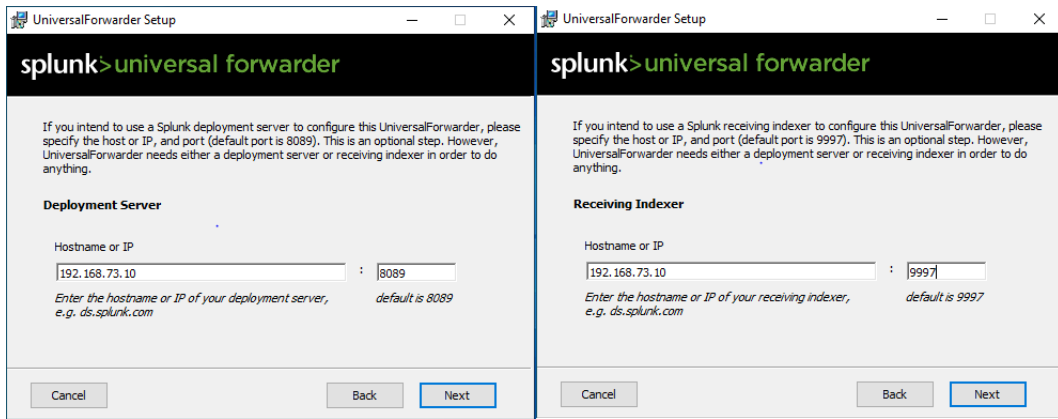 UniversalForwarder Setup
splunk>universal forwarder
If you intend to use a Splunk deployment server to configure this UniversalForwarder, please
specify the host or IP, and port (default port is 8089). This is an optional step. However,
UniversalForwarder needs either a deployment server or receiving indexer in order to do
anything.
Deployment Server
Hostname or IP
192.168.73.10 : 8089
Enter the hostname or IP of your deployment server, default is 8089
e.g. ds.splunk.com
Cancel Back Next
UniversalForwarder Setup
splunk>universal forwarder
If you intend to use a Splunk receiving indexer to configure this UniversalForwarder, please
specify the host or IP, and port (default port is 9997). This is an optional step. However,
UniversalForwarder needs either a deployment server or receiving indexer in order to do
anything.
Receiving Indexer
Hostname or IP
192.168.73.10 : 9997
Enter the hostname or IP of your receiving indexer, default is 9997
e.g. ds.splunk.com
Cancel Back Next